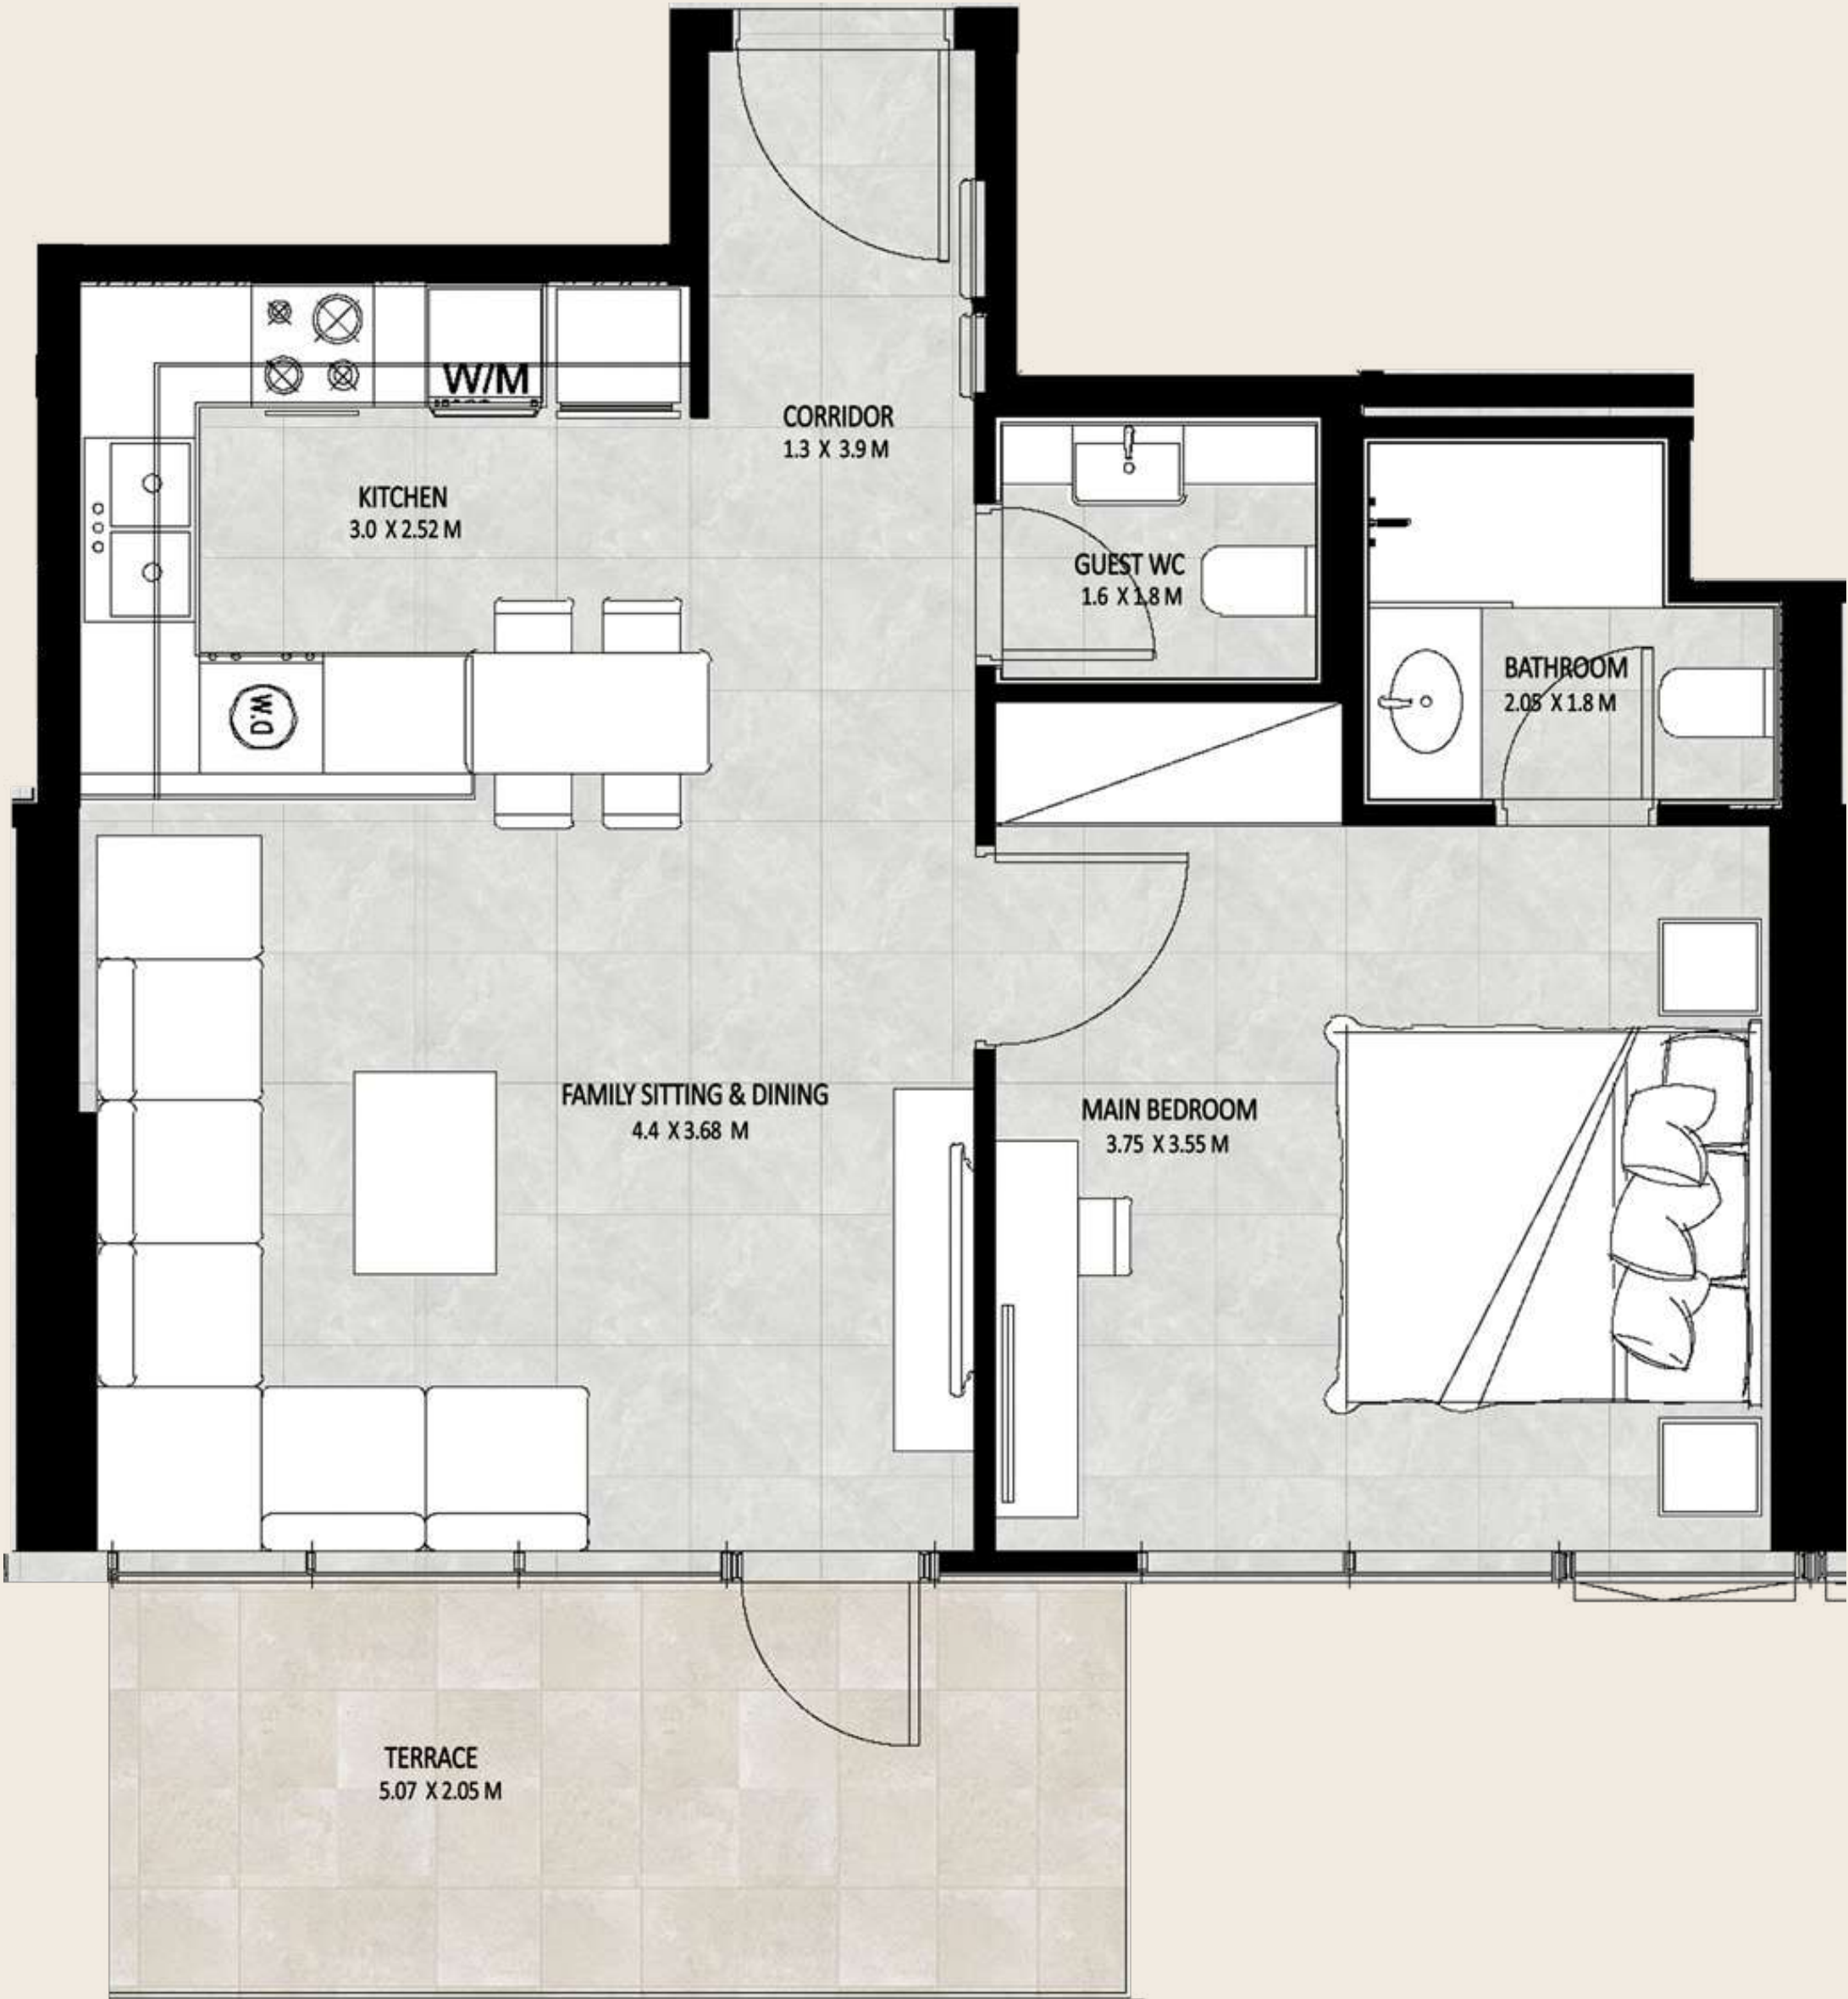 W/M
CORRIDOR
1.3 X 3.9 M
KITCHEN
3.0 X 2.52 M
GUEST WC
1.6 X 1.8 M
BATHROOM
2.05 X 1.8 M
W.D
FAMILY SITTING & DINING
4.4 X 3.68 M
MAIN BEDROOM
3.75 X 3.55 M
TERRACE
5.07 X 2.05 M